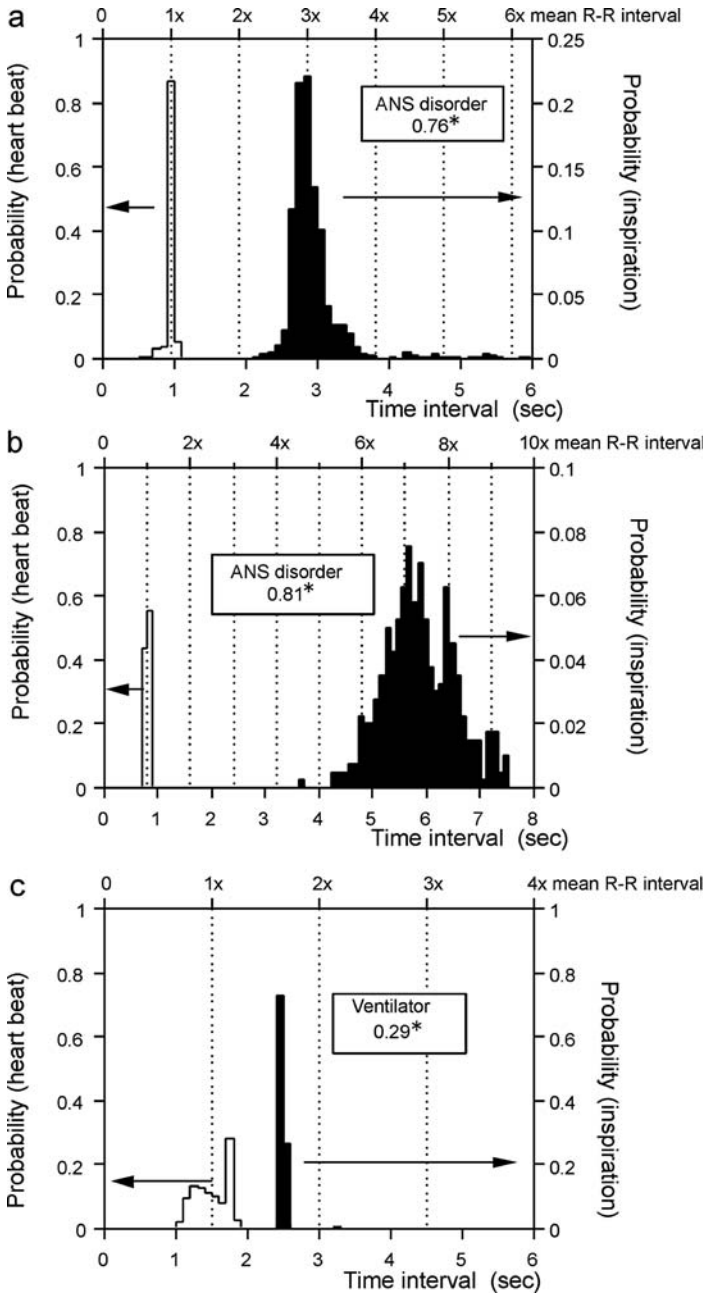 a
0 1x 2x 3x 4x 5x 6x mean R-R interval
1 0.25
0.8 0.2
0.6 0.15
0.4 0.1
0.2 0.05
0 0
Probability (heart beat)
Probability (inspiration)
ANS disorder
0.76*
0 1 2 3 4 5 6
Time interval (sec)
b
0 2x 4x 6x 8x 10x mean R-R interval
1 0.1
0.8 0.08
0.6 0.06
0.4 0.04
0.2 0.02
0 0
Probability (heart beat)
Probability (inspiration)
ANS disorder
0.81*
0 1 2 3 4 5 6 7 8
Time interval (sec)
c
0 1x 2x 3x 4x mean R-R interval
1 1
0.8 0.8
0.6 0.6
0.4 0.4
0.2 0.2
0 0
Probability (heart beat)
Probability (inspiration)
Ventilator
0.29*
0 1 2 3 4 5 6
Time interval (sec)